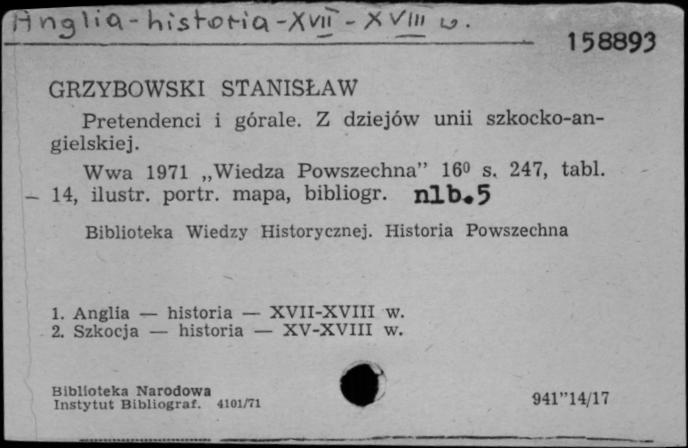 Anglia - historia - XVII - XVIII w.
158893
GRZYBOWSKI STANISŁAW
Pretendenci i górale. Z dziejów unii szkocko-an-
gielskiej.
Wwa 1971 „Wiedza Powszechna” 16⁰ s. 247, tabl.
14, ilustr. portr. mapa, bibliogr. nlb.5
Biblioteka Wiedzy Historycznej. Historia Powszechna
1. Anglia — historia — XVII-XVIII w.
2. Szkocja — historia — XV-XVIII w.
Biblioteka Narodowa
Instytut Bibliograf. 4101/71
941”14/17